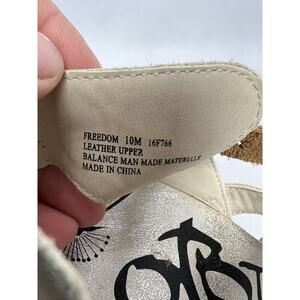 FREEDOM 10M 16F766
LEATHER UPPER,
BALANCE MAN MADE MATERIALS
MADE IN CHINA